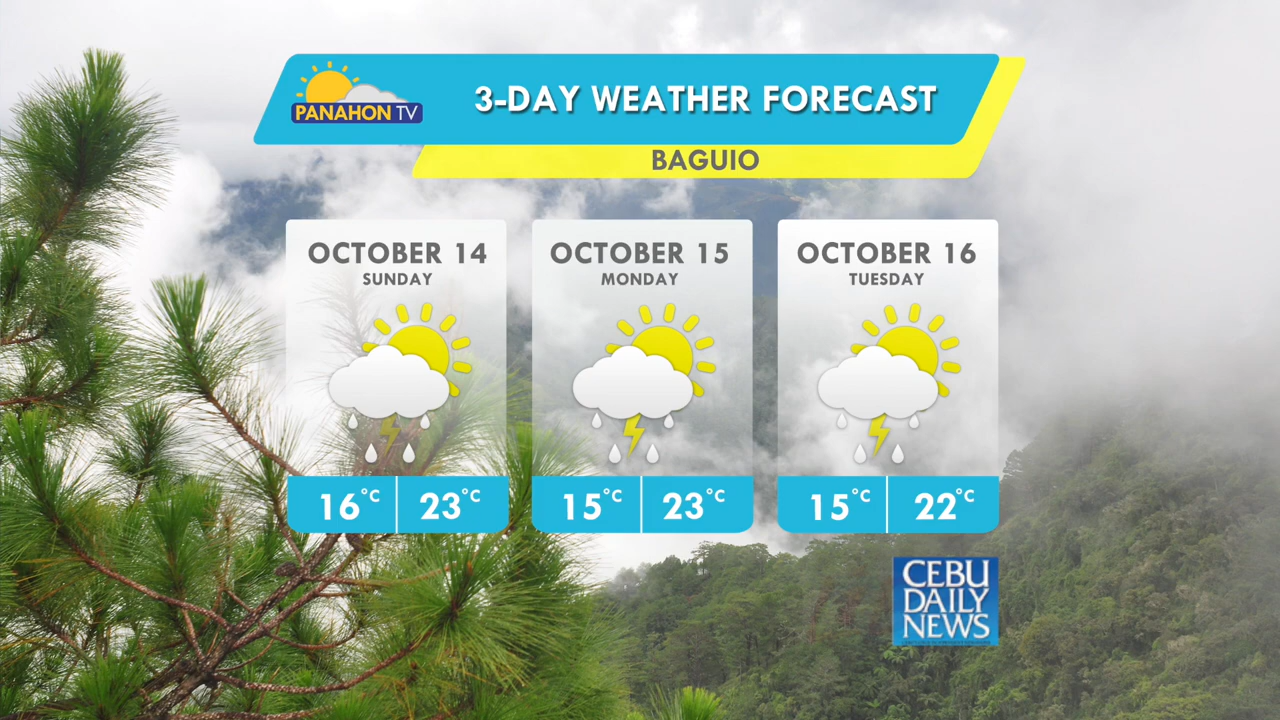 PANAHON TV
3-DAY WEATHER FORECAST
BAGUIO
OCTOBER 14
SUNDAY
16°C
23°C
OCTOBER 15
MONDAY
15°C
23°C
OCTOBER 16
TUESDAY
15°C
22°C
CEBU
DAILY
NEWS